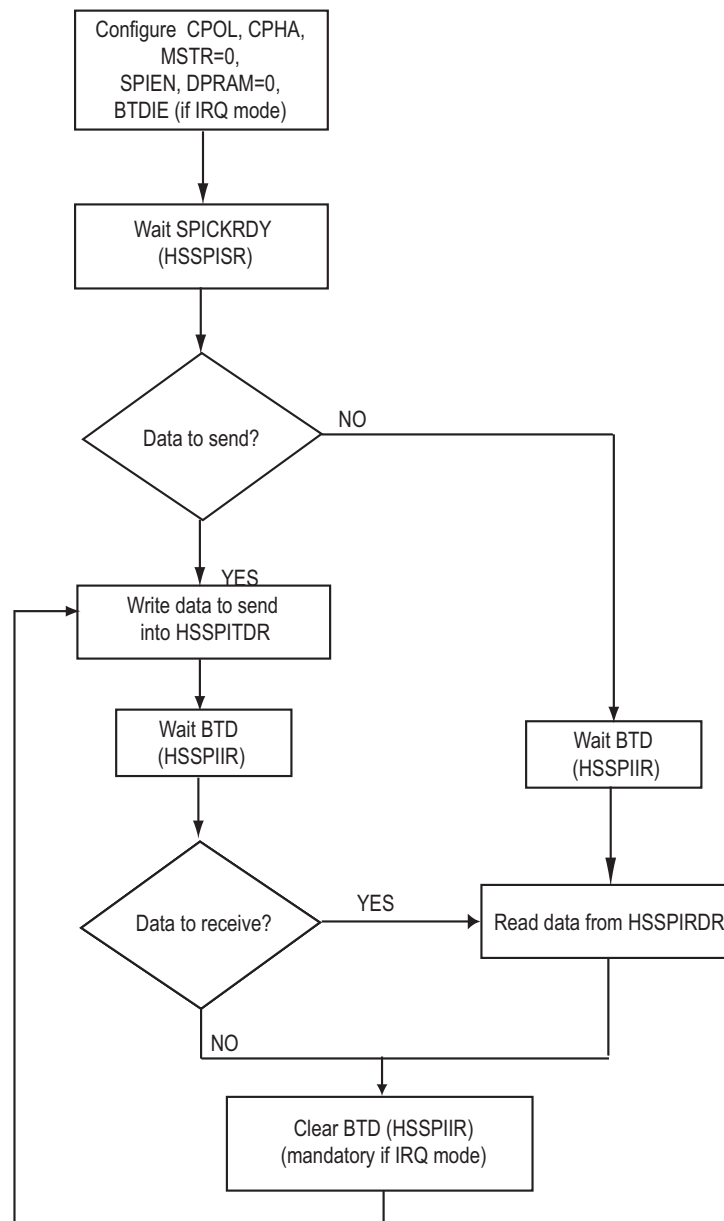 Configure CPOL, CPHA,
MSTR=0,
SPIEN, DPRAM=0,
BTDIE (if IRQ mode)
Wait SPICKRDY
(HSSPISR)
Data to send?
NO
YES
Write data to send
into HSSPITDR
Wait BTD
(HSSPIIR)
Wait BTD
(HSSPIIR)
Data to receive?
YES
Read data from HSSPIRDR
NO
Clear BTD (HSSPIIR)
(mandatory if IRQ mode)